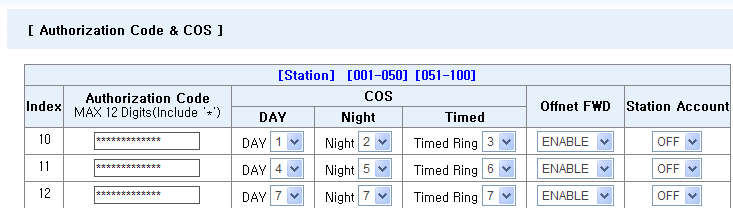 [ Authorization Code & COS ]
[Station] [001-050] [051-100]
Index Authorization Code MAX 12 Digits(Include '*') COS Offnet FWD Station Account
DAY Night Timed
10 ************* DAY 1 Night 2 Timed Ring 3 ENABLE OFF
11 ************* DAY 4 Night 5 Timed Ring 6 ENABLE OFF
12 ************* DAY 7 Night 7 Timed Ring 7 ENABLE OFF